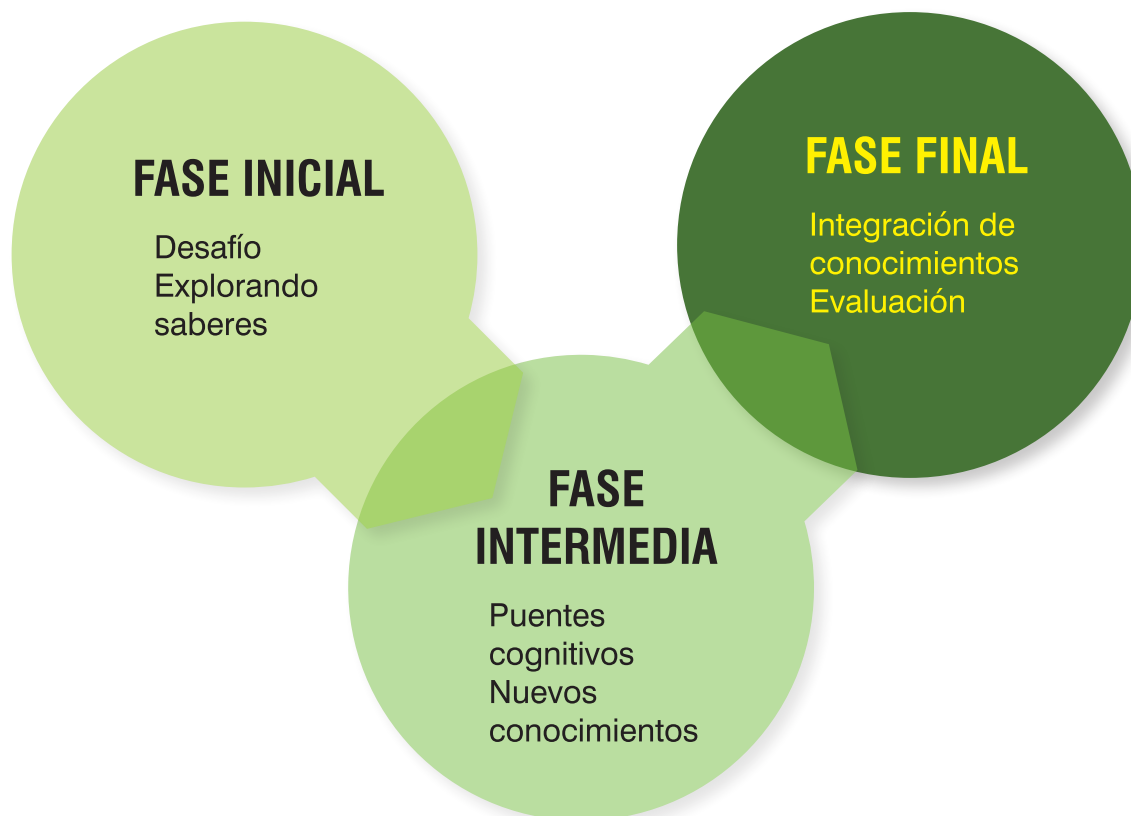 FASE INICIAL
Desafío
Explorando
saberes
FASE
INTERMEDIA
Puentes
cognitivos
Nuevos
conocimientos
FASE FINAL
Integración de
conocimientos
Evaluación